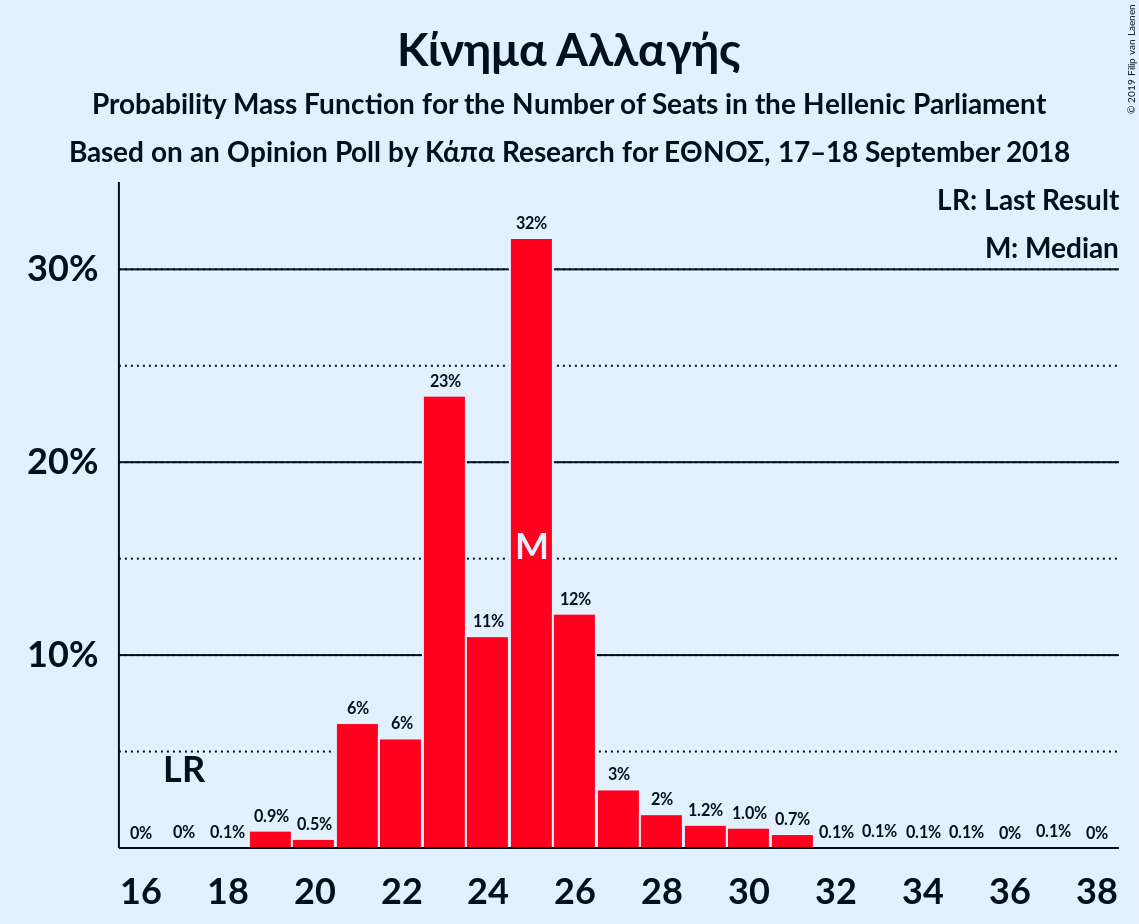 Κίνημα Αλλαγής
Probability Mass Function for the Number of Seats in the Hellenic Parliament
Based on an Opinion Poll by Κάπα Research for ΕΘΝΟΣ, 17–18 September 2018
© 2019 Filip van Laenen
LR: Last Result
M: Median
32%
30%
23%
20%
M
12%
11%
10%
6%
6%
LR
3%
2%
0% 0% 0.1% 0.9% 0.5% 1.2% 1.0% 0.7% 0.1% 0.1% 0.1% 0.1% 0% 0.1% 0%
16 18 20 22 24 26 28 30 32 34 36 38